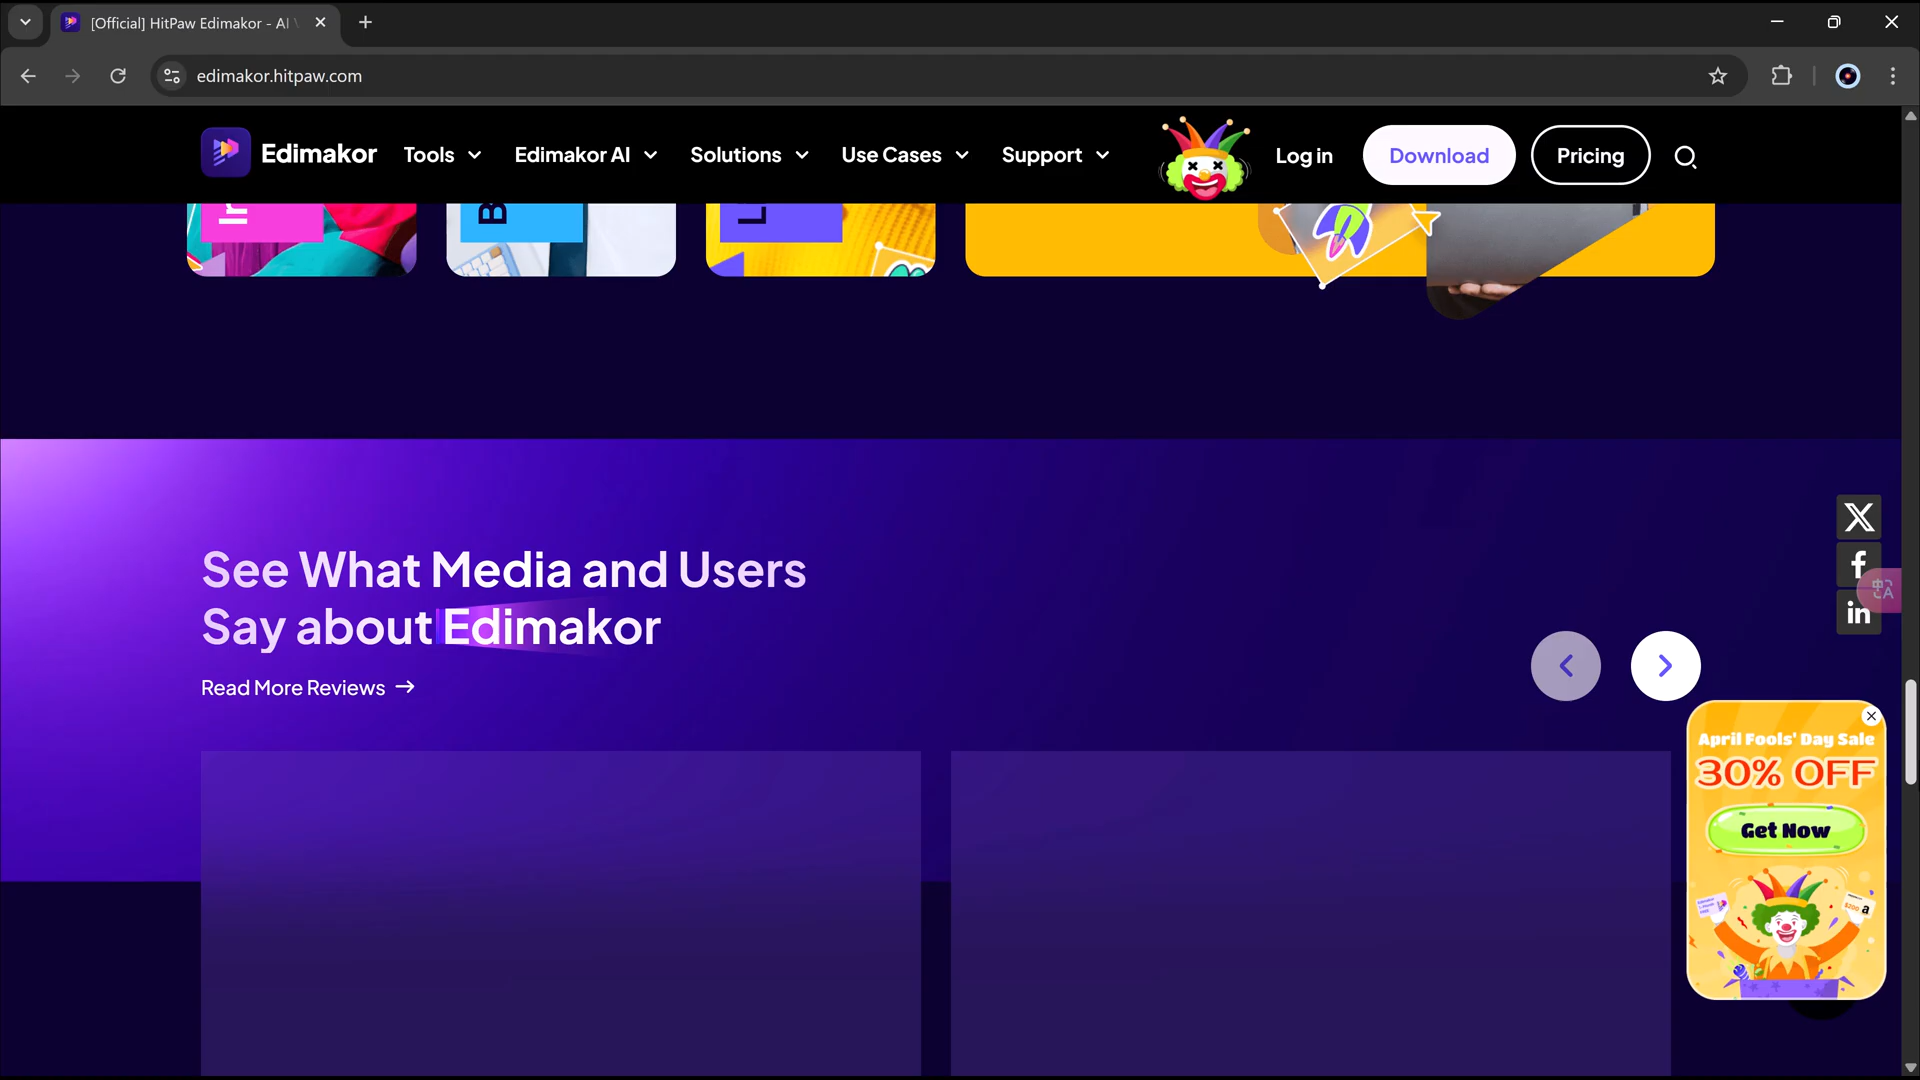 [Official] HitPaw Edimakor - AI
edimakor.hitpaw.com
Edimakor
Tools
Edimakor AI
Solutions
Use Cases
Support
Log in
Download
Pricing
See What Media and Users
Say about Edimakor
Read More Reviews
April Fools' Day Sale
30% OFF
Get Now